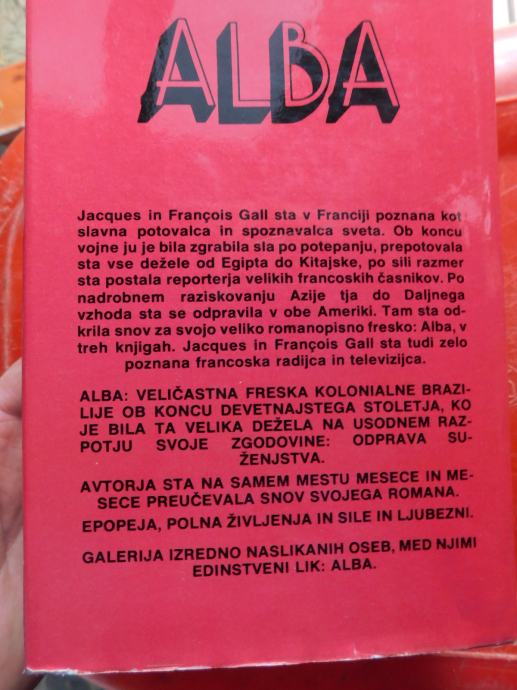 ALBA
Jacques in François Gall sta v Franciji poznana kot
slavna potovalca in spoznavalca sveta. Ob koncu
vojne ju je bila zgrabila sla po potepanju, prepotovala
sta vse dežele od Egipta do Kitajske, po sili razmer
sta postala reporterja velikih francoskih časnikov. Po
nadrobnem raziskovanju Azije tja do Daljnega
vzhoda sta se odpravila v obe Ameriki. Tam sta od-
krila snov za svojo veliko romanopisno fresko: Alba, v
treh knjigah. Jacques in François Gall sta tudi zelo
poznana francoska radijca in televizijca.
ALBA: VELIČASTNA FRESKA KOLONIALNE BRAZI-
LIJE OB KONCU DEVETNAJSTEGA STOLETJA, KO
JE BILA TA VELIKA DEŽELA NA USODNEM RAZ-
POTJU SVOJE ZGODOVINE: ODPRAVA SU-
ŽENJSTVA.
AVTORJA STA NA SAMEM MESTU MESECE IN ME-
SECE PREUČEVALA SNOV SVOJEGA ROMANA.
EPOPEJA, POLNA ŽIVLJENJA IN SILE IN LJUBEZNI.
GALERIJA IZREDNO NASLIKANIH OSEB, MED NJIMI
EDINSTVENI LIK: ALBA.